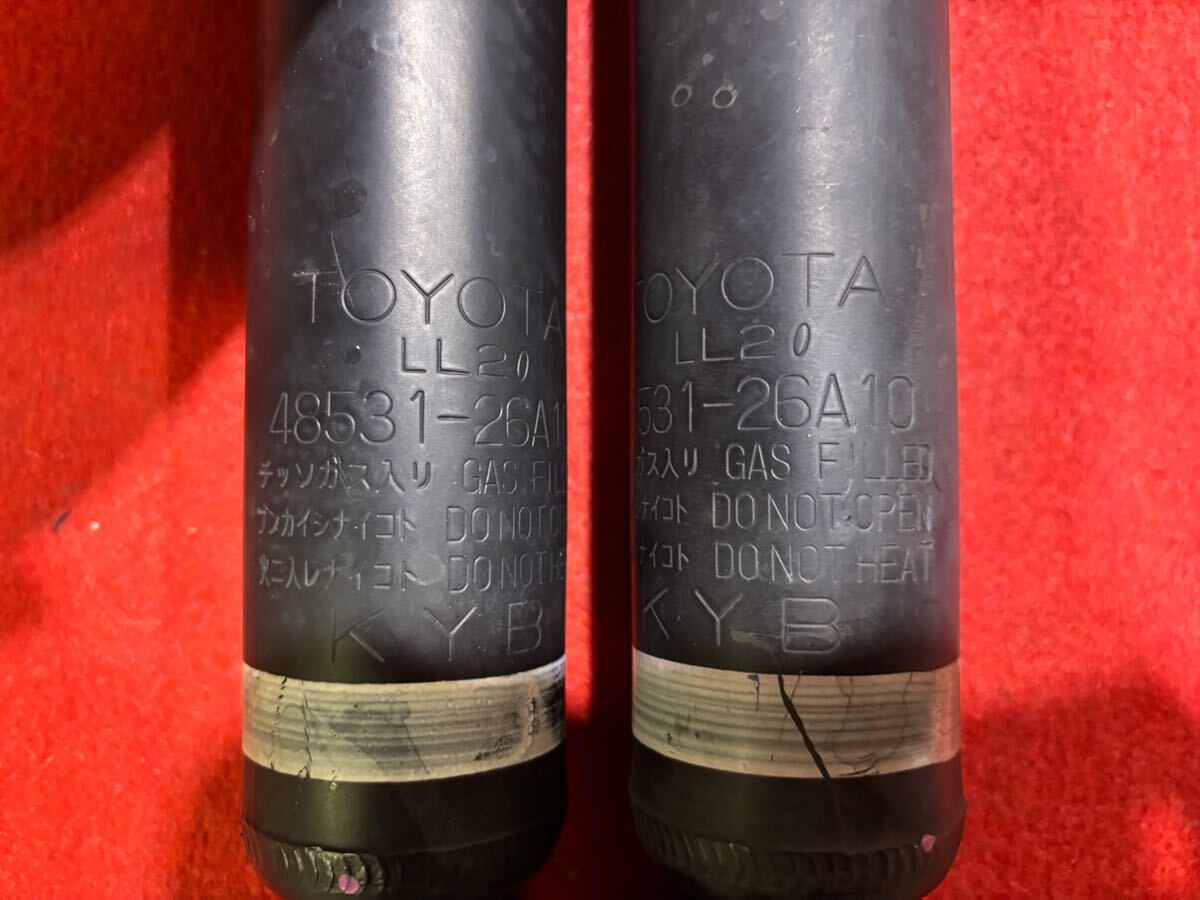 TOYOTA
LL20
48531-26A10
チッソガス入リ GAS FILL
ブンカイシナイコト DO NOT O
火ニ入レナイコト DO NOT HE
KYB
TOYOTA
LL20
531-26A10
ガス入リ GAS FILLED
ナイコト DO NOT OPEN
ナイコト DO NOT HEAT
KYB